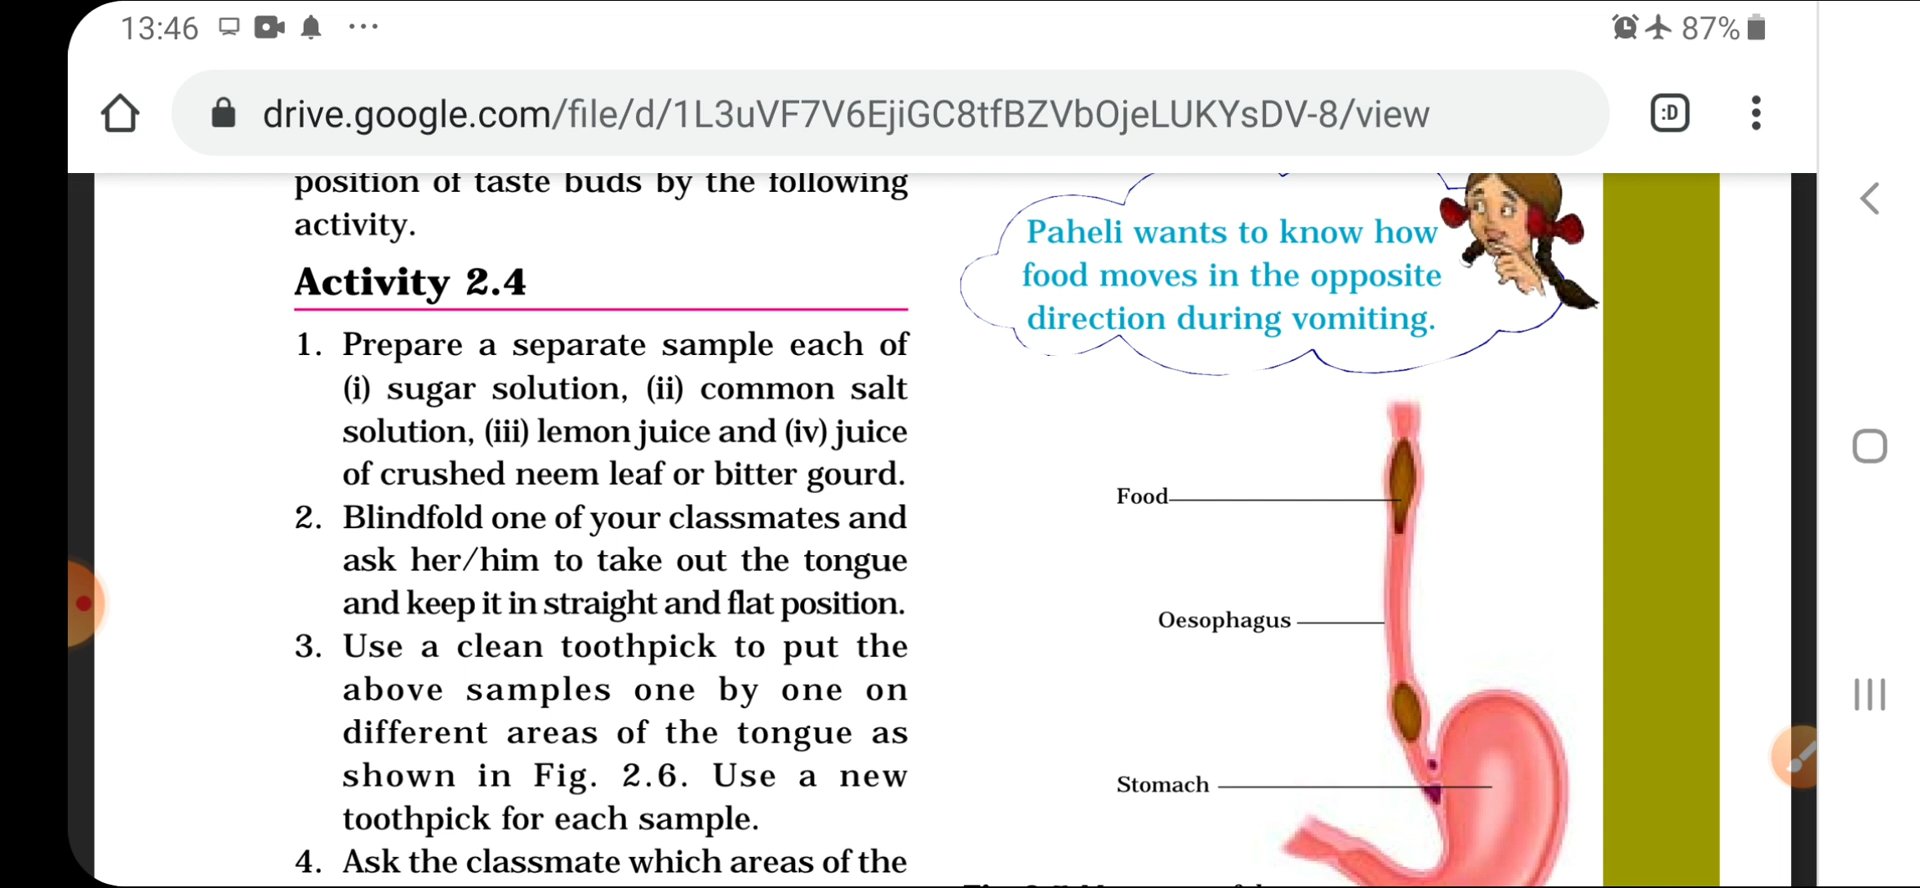 13:46
87%
drive.google.com/file/d/1L3uVF7V6EjiGC8tfBZVbOjeLUKYsDV-8/view
:D
position of taste buds by the following
activity.
Activity 2.4
1. Prepare a separate sample each of
(i) sugar solution, (ii) common salt
solution, (iii) lemon juice and (iv) juice
of crushed neem leaf or bitter gourd.
2. Blindfold one of your classmates and
ask her/him to take out the tongue
and keep it in straight and flat position.
3. Use a clean toothpick to put the
above samples one by one on
different areas of the tongue as
shown in Fig. 2.6. Use a new
toothpick for each sample.
4. Ask the classmate which areas of the
Paheli wants to know how
food moves in the opposite
direction during vomiting.
Food
Oesophagus
Stomach